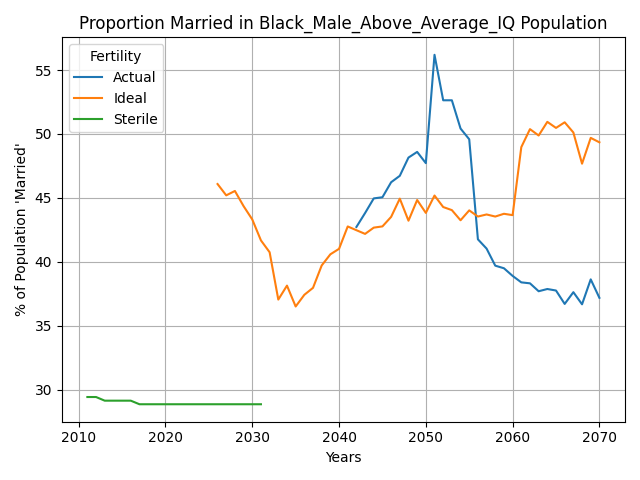 Proportion Married in Black_Male_Above_Average_IQ Population
Fertility
Actual
Ideal
Sterile
% of Population 'Married'
55
50
45
40
35
30
2010 2020 2030 2040 2050 2060 2070
Years